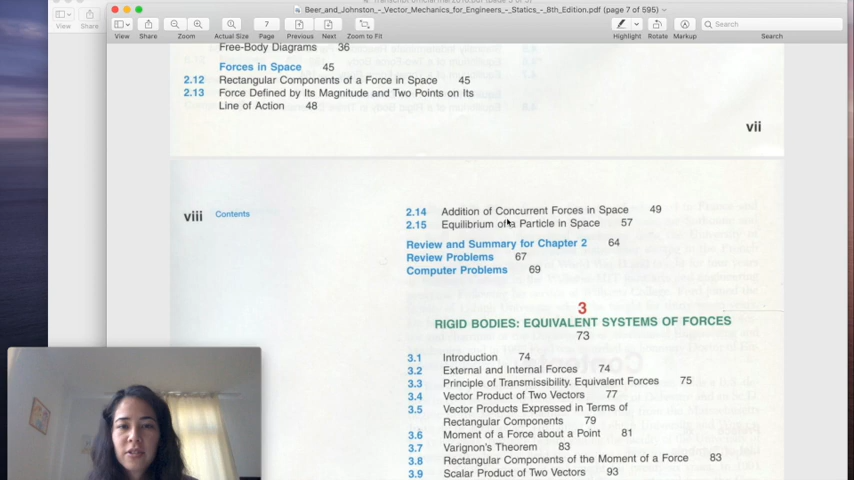 Beer_and_Johnston_-_Vector_Mechanics_for_Engineers_-_Statics_-_8th_Edition.pdf (page 7 of 595)
View Share
View Zoom Share Actual Size Page Previous Next Zoom to Fit Highlight Rotate Markup Search
7
Search
Free-Body Diagrams 36
Forces in Space 45
2.12 Rectangular Components of a Force in Space 45
2.13 Force Defined by Its Magnitude and Two Points on Its
Line of Action 48
vii
viii Contents
2.14 Addition of Concurrent Forces in Space 49
2.15 Equilibrium of a Particle in Space 57
Review and Summary for Chapter 2 64
Review Problems 67
Computer Problems 69
3
RIGID BODIES: EQUIVALENT SYSTEMS OF FORCES
73
3.1 Introduction 74
3.2 External and Internal Forces 74
3.3 Principle of Transmissibility. Equivalent Forces 75
3.4 Vector Product of Two Vectors 77
3.5 Vector Products Expressed in Terms of
Rectangular Components 79
3.6 Moment of a Force about a Point 81
3.7 Varignon's Theorem 83
3.8 Rectangular Components of the Moment of a Force 83
3.9 Scalar Product of Two Vectors 93